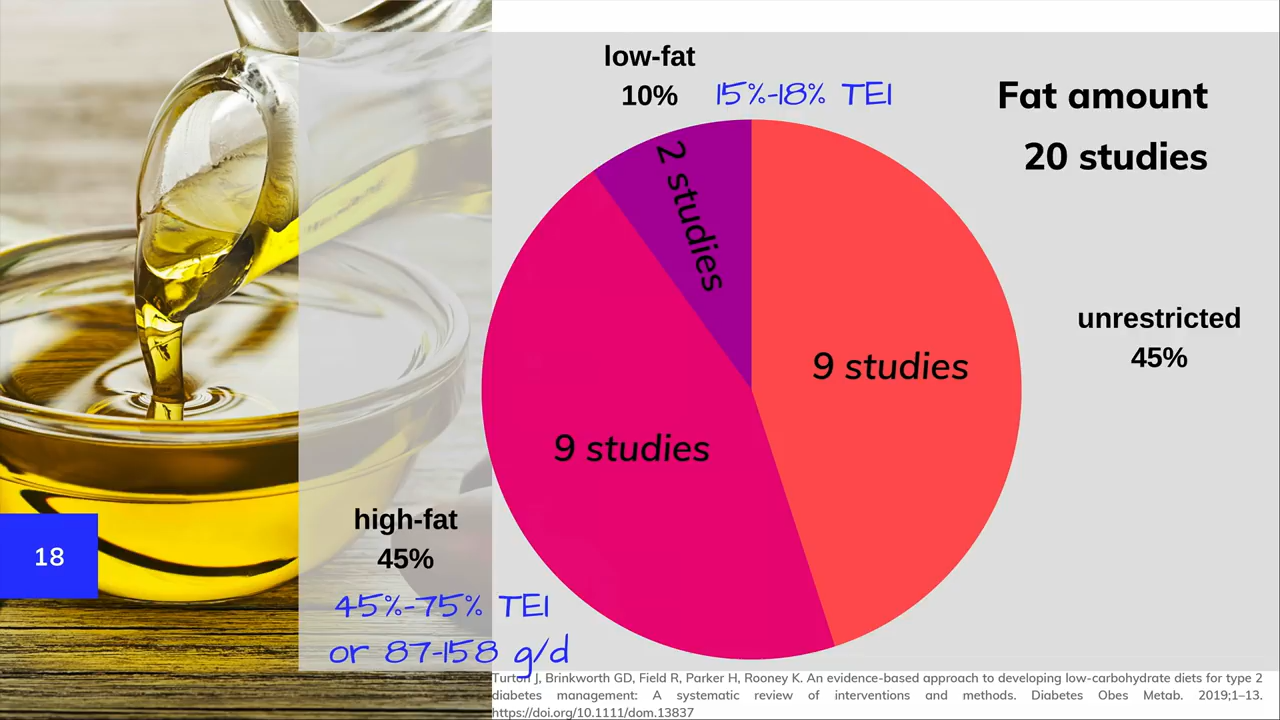 low-fat
10%
15%-18% TEI
Fat amount
20 studies
2 studies
unrestricted
45%
9 studies
9 studies
high-fat
45%
45%-75% TEI
or 87-158 g/d
18
Turton J, Brinkworth GD, Field R, Parker H, Rooney K. An evidence-based approach to developing low-carbohydrate diets for type 2
diabetes management: A systematic review of interventions and methods. Diabetes Obes Metab. 2019;1–13.
https://doi.org/10.1111/dom.13837